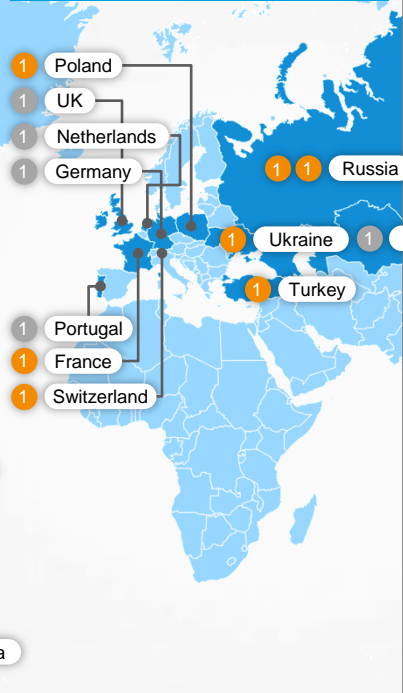 1 Poland
1 UK
1 Netherlands
1 Germany
1 1 Russia
1 Ukraine 1
1 Turkey
1 Portugal
1 France
1 Switzerland
a